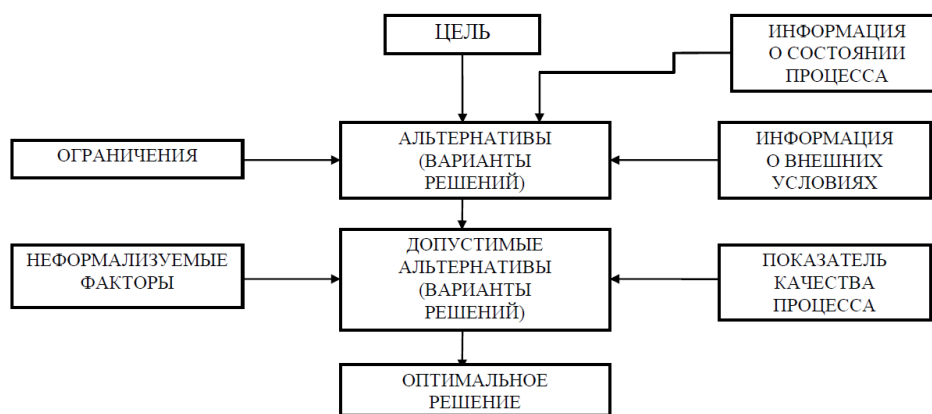 ЦЕЛЬ
ИНФОРМАЦИЯ
О СОСТОЯНИИ
ПРОЦЕССА
ОГРАНИЧЕНИЯ
АЛЬТЕРНАТИВЫ
(ВАРИАНТЫ
РЕШЕНИЙ)
ИНФОРМАЦИЯ
О ВНЕШНИХ
УСЛОВИЯХ
НЕФОРМАЛИЗУЕМЫЕ
ФАКТОРЫ
ДОПУСТИМЫЕ
АЛЬТЕРНАТИВЫ
(ВАРИАНТЫ
РЕШЕНИЙ)
ПОКАЗАТЕЛЬ
КАЧЕСТВА
ПРОЦЕССА
ОПТИМАЛЬНОЕ
РЕШЕНИЕ